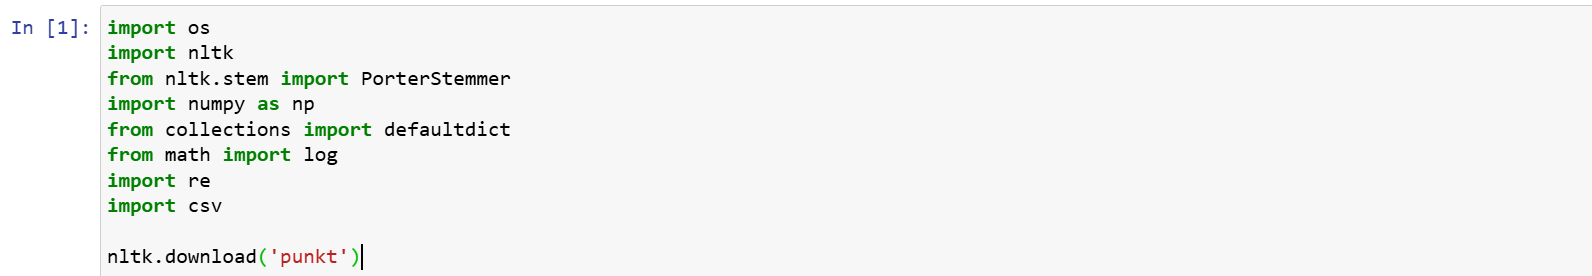 In [1]: import os
import nltk
from nltk.stem import PorterStemmer
import numpy as np
from collections import defaultdict
from math import log
import re
import csv
nltk.download('punkt')